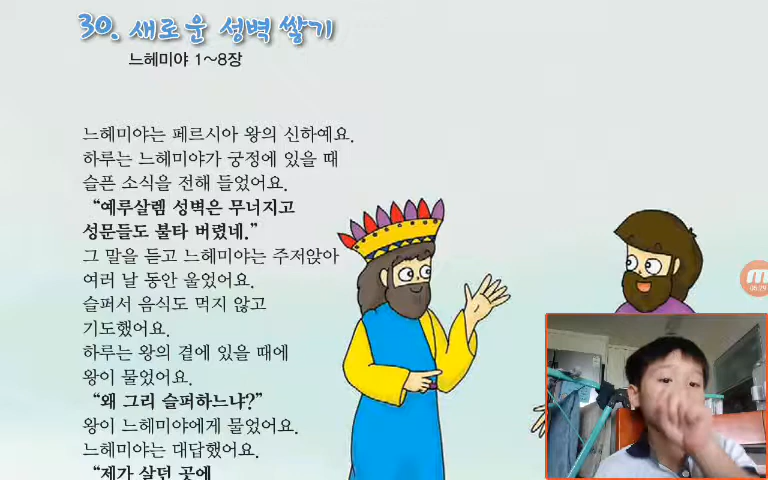 30. 새로운 성벽 쌓기
느헤미야 1~8장
느헤미야는 페르시아 왕의 신하예요.
하루는 느헤미야가 궁정에 있을 때
슬픈 소식을 전해 들었어요.
“예루살렘 성벽은 무너지고
성문들도 불타 버렸네.”
그 말을 듣고 느헤미야는 주저앉아
여러 날 동안 울었어요.
슬퍼서 음식도 먹지 않고
기도했어요.
하루는 왕의 곁에 있을 때에
왕이 물었어요.
“왜 그리 슬퍼하느냐?”
왕이 느헤미야에게 물었어요.
느헤미야는 대답했어요.
“제가 살던 곳에
06:29